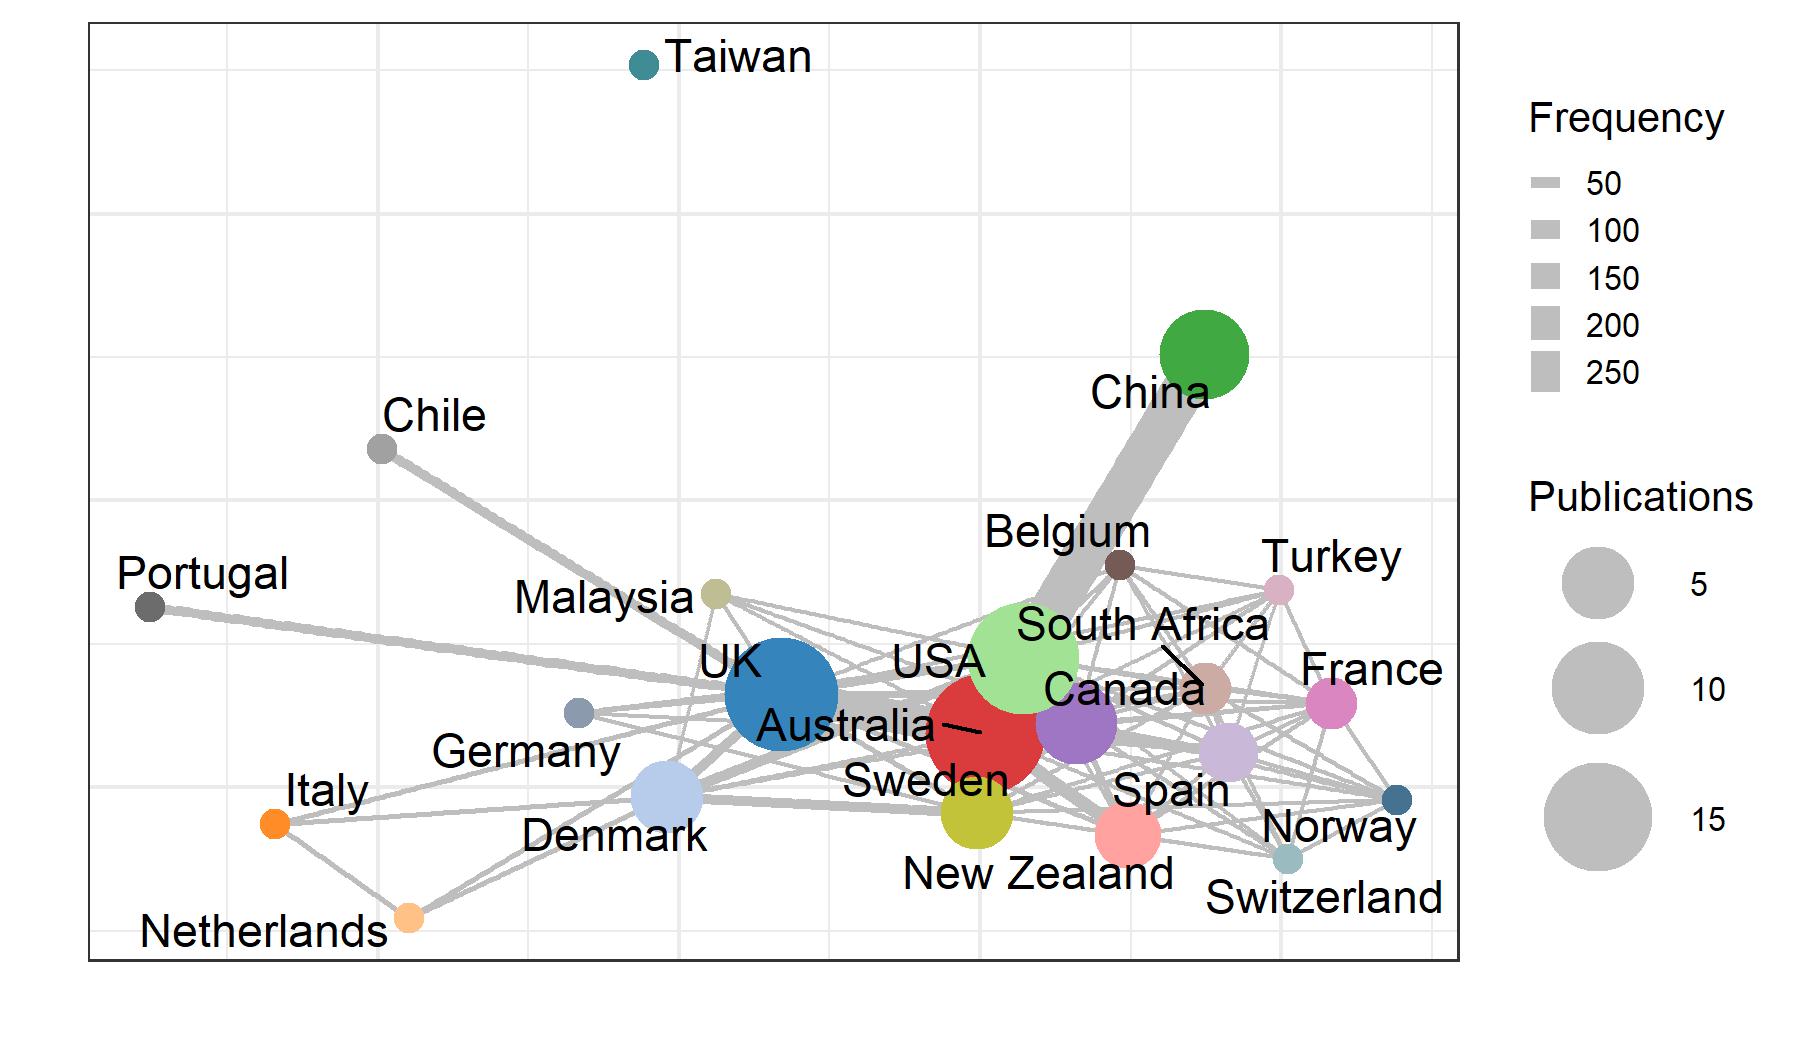 Taiwan
Frequency
50
100
150
200
250
China
Chile
Publications
Belgium
Turkey
Portugal
Malaysia
5
South Africa
UK
USA
France
Canada
10
Australia
Germany
Sweden
Spain
Italy
15
Norway
Denmark
New Zealand
Switzerland
Netherlands